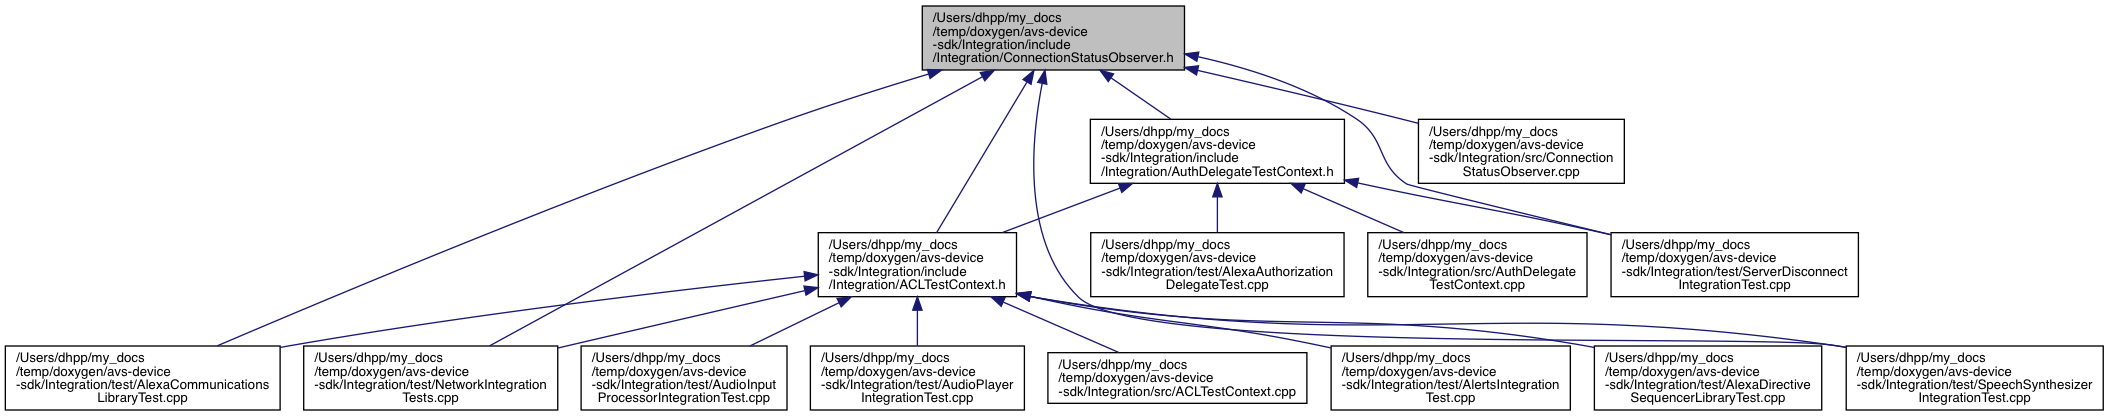 /Users/dhpp/my_docs
/temp/doxygen/avs-device
-sdk/Integration/include
/Integration/ConnectionStatusObserver.h
/Users/dhpp/my_docs
/temp/doxygen/avs-device
-sdk/Integration/include
/Integration/AuthDelegateTestContext.h
/Users/dhpp/my_docs
/temp/doxygen/avs-device
-sdk/Integration/src/Connection
StatusObserver.cpp
/Users/dhpp/my_docs
/temp/doxygen/avs-device
-sdk/Integration/include
/Integration/ACLTestContext.h
/Users/dhpp/my_docs
/temp/doxygen/avs-device
-sdk/Integration/test/AlexaAuthorization
DelegateTest.cpp
/Users/dhpp/my_docs
/temp/doxygen/avs-device
-sdk/Integration/src/AuthDelegate
TestContext.cpp
/Users/dhpp/my_docs
/temp/doxygen/avs-device
-sdk/Integration/test/ServerDisconnect
IntegrationTest.cpp
/Users/dhpp/my_docs
/temp/doxygen/avs-device
-sdk/Integration/test/AlexaCommunications
LibraryTest.cpp
/Users/dhpp/my_docs
/temp/doxygen/avs-device
-sdk/Integration/test/NetworkIntegration
Tests.cpp
/Users/dhpp/my_docs
/temp/doxygen/avs-device
-sdk/Integration/test/AudioInput
ProcessorIntegrationTest.cpp
/Users/dhpp/my_docs
/temp/doxygen/avs-device
-sdk/Integration/test/AudioPlayer
IntegrationTest.cpp
/Users/dhpp/my_docs
/temp/doxygen/avs-device
-sdk/Integration/src/ACLTestContext.cpp
/Users/dhpp/my_docs
/temp/doxygen/avs-device
-sdk/Integration/test/AlertsIntegration
Test.cpp
/Users/dhpp/my_docs
/temp/doxygen/avs-device
-sdk/Integration/test/AlexaDirective
SequencerLibraryTest.cpp
/Users/dhpp/my_docs
/temp/doxygen/avs-device
-sdk/Integration/test/SpeechSynthesizer
IntegrationTest.cpp